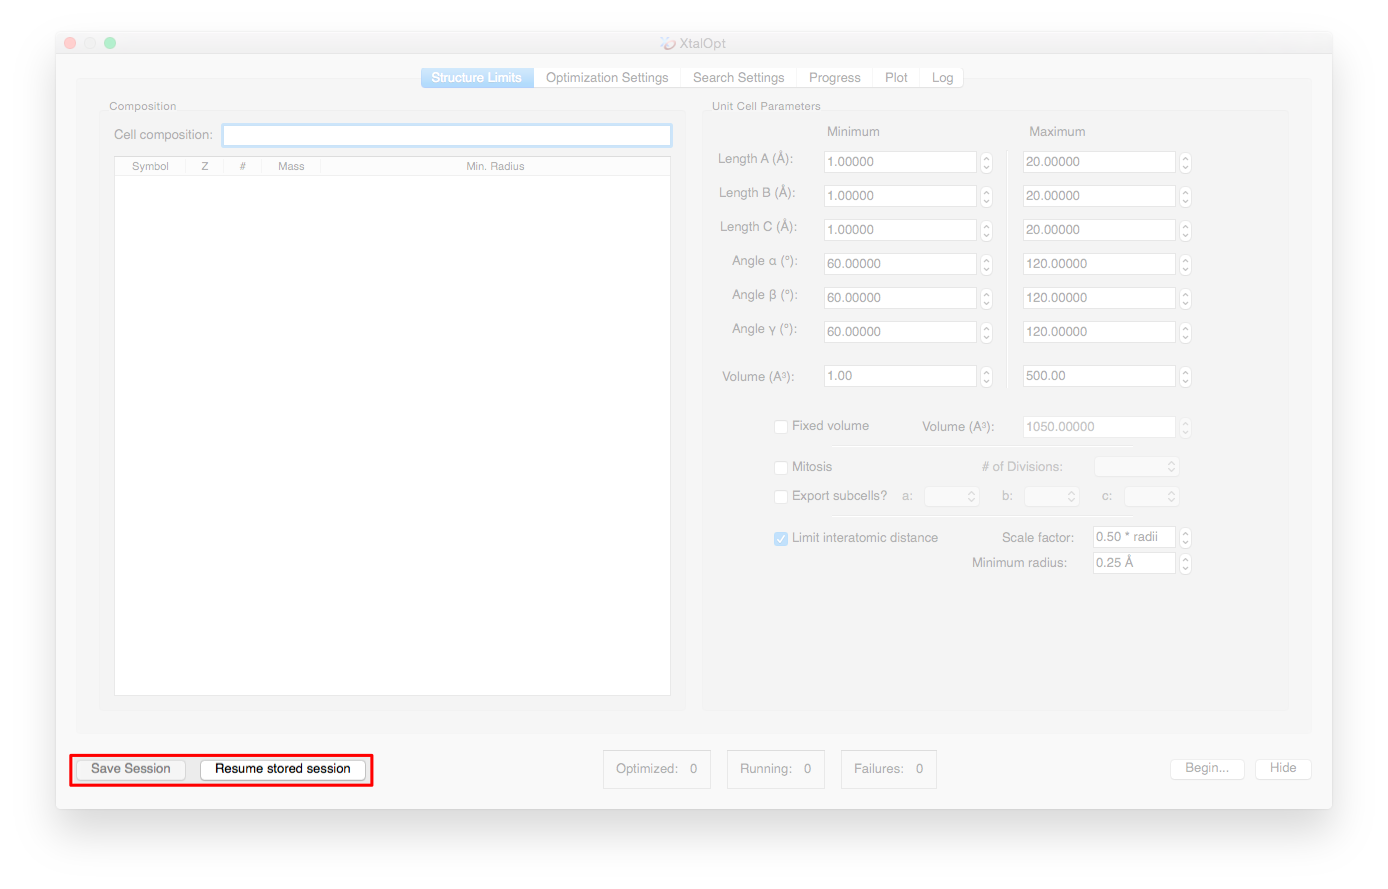 XtalOpt
Structure Limits Optimization Settings Search Settings Progress Plot Log
Composition
Cell composition:
Symbol Z # Mass Min. Radius
Unit Cell Parameters
Minimum Maximum
Length A (Å): 1.00000 20.00000
Length B (Å): 1.00000 20.00000
Length C (Å): 1.00000 20.00000
Angle α (°): 60.00000 120.00000
Angle β (°): 60.00000 120.00000
Angle γ (°): 60.00000 120.00000
Volume (A³): 1.00 500.00
Fixed volume Volume (A³): 1050.00000
Mitosis # of Divisions:
Export subcells? a: b: c:
Limit interatomic distance Scale factor: 0.50 * radii
Minimum radius: 0.25 Å
Save Session Resume stored session Optimized: 0 Running: 0 Failures: 0 Begin... Hide